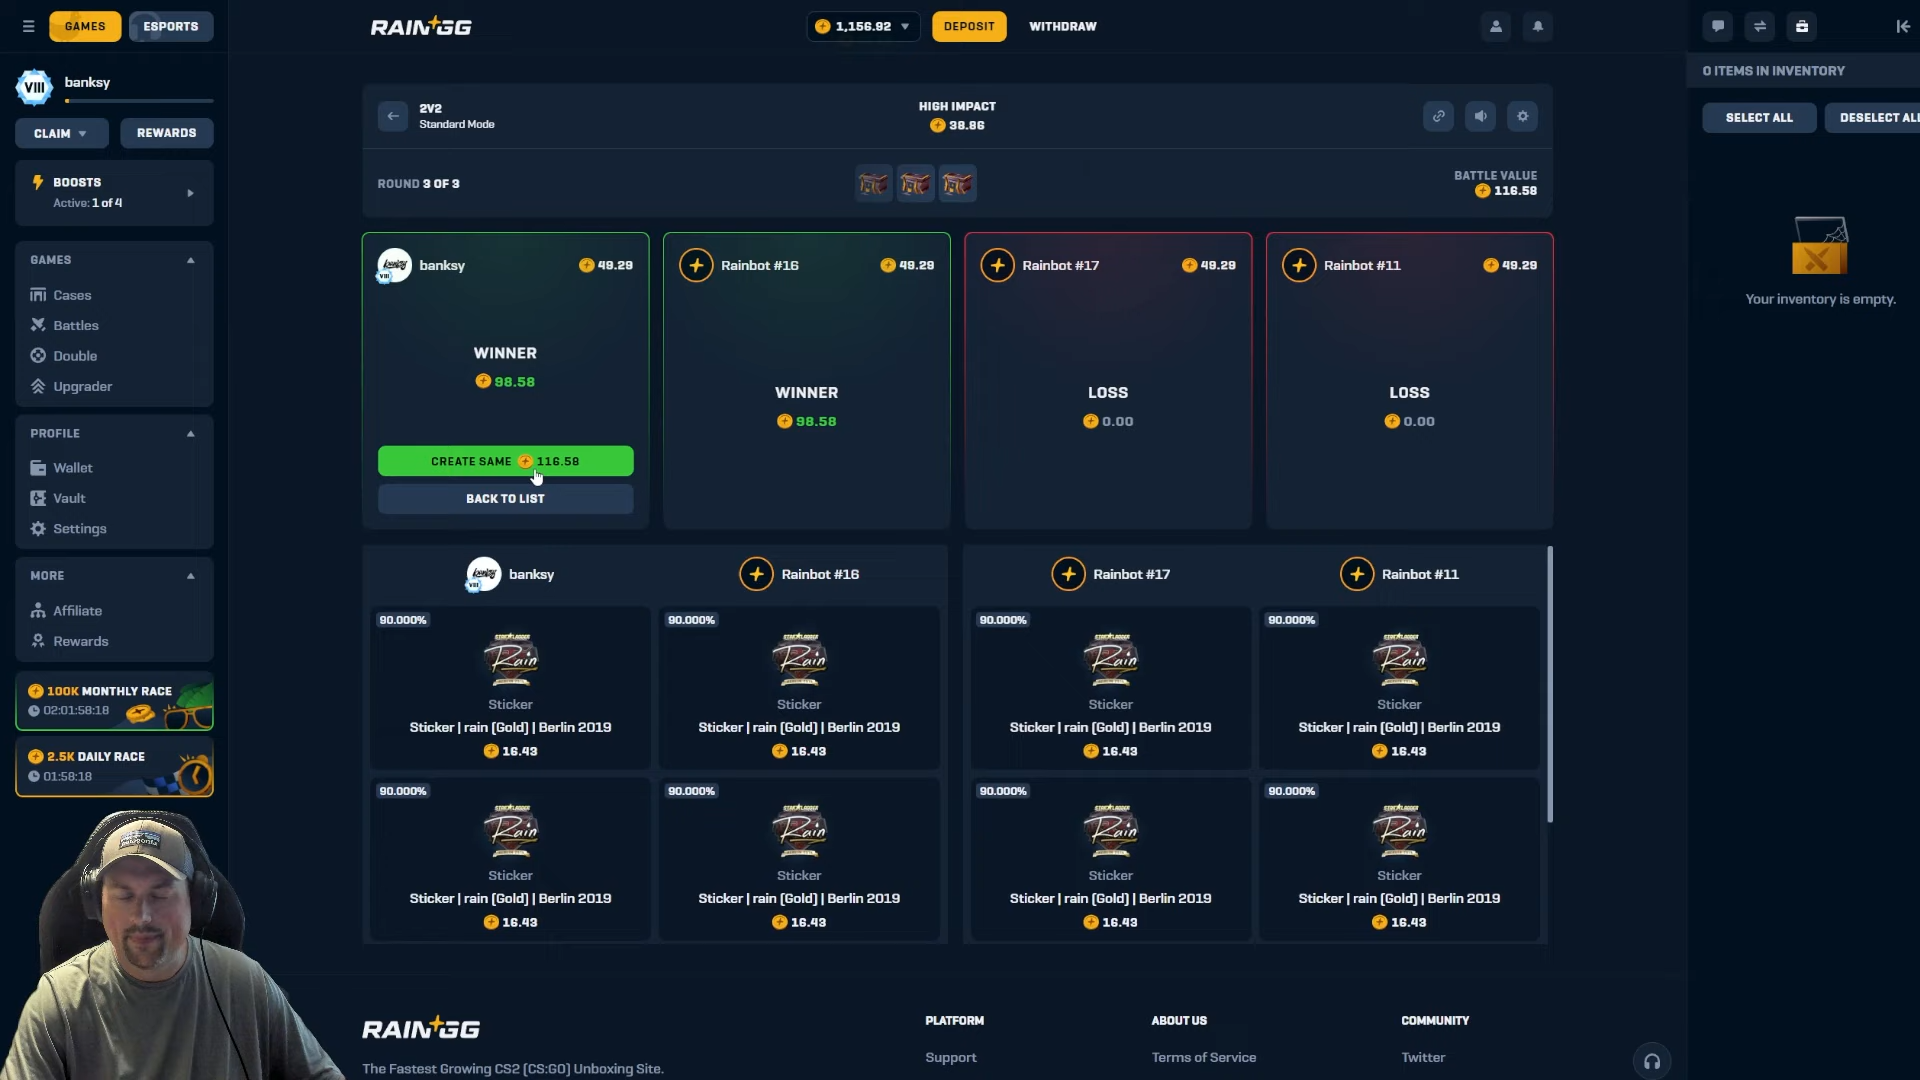 GAMES ESPORTS RAIN GG 1,156.92 DEPOSIT WITHDRAW
VIII banksy
CLAIM REWARDS
BOOSTS
Active: 1 of 4
GAMES
Cases
Battles
Double
Upgrader
PROFILE
Wallet
Vault
Settings
MORE
Affiliate
Rewards
100K MONTHLY RACE
02:01:58:18
2.5K DAILY RACE
01:58:18
2V2
Standard Mode
HIGH IMPACT
38.86
ROUND 3 OF 3
BATTLE VALUE
116.58
banksy 49.29
WINNER
98.58
CREATE SAME 116.58
BACK TO LIST
Rainbot #16 49.29
WINNER
98.58
Rainbot #17 49.29
LOSS
0.00
Rainbot #11 49.29
LOSS
0.00
banksy Rainbot #16 Rainbot #17 Rainbot #11
90.000% 90.000% 90.000% 90.000%
Rain Rain Rain Rain
Sticker Sticker Sticker Sticker
Sticker | rain (Gold) | Berlin 2019 Sticker | rain (Gold) | Berlin 2019 Sticker | rain (Gold) | Berlin 2019 Sticker | rain (Gold) | Berlin 2019
16.43 16.43 16.43 16.43
90.000% 90.000% 90.000% 90.000%
Rain Rain Rain Rain
Sticker Sticker Sticker Sticker
Sticker | rain (Gold) | Berlin 2019 Sticker | rain (Gold) | Berlin 2019 Sticker | rain (Gold) | Berlin 2019 Sticker | rain (Gold) | Berlin 2019
16.43 16.43 16.43 16.43
RAIN GG
The Fastest Growing CS2 (CS:GO) Unboxing Site.
PLATFORM
Support
ABOUT US
Terms of Service
COMMUNITY
Twitter
0 ITEMS IN INVENTORY
SELECT ALL DESELECT ALL
Your inventory is empty.